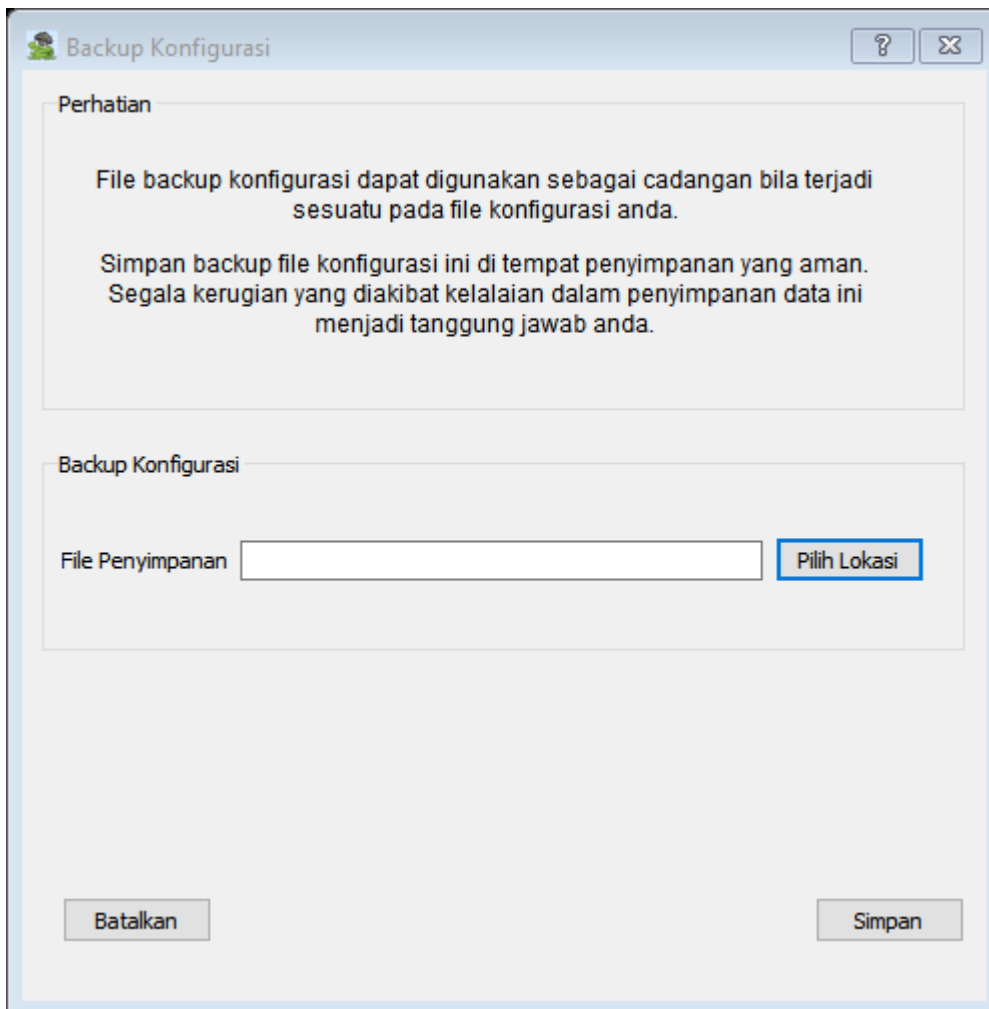 Backup Konfigurasi
Perhatian
File backup konfigurasi dapat digunakan sebagai cadangan bila terjadi
sesuatu pada file konfigurasi anda.
Simpan backup file konfigurasi ini di tempat penyimpanan yang aman.
Segala kerugian yang diakibat kelalaian dalam penyimpanan data ini
menjadi tanggung jawab anda.
Backup Konfigurasi
File Penyimpanan
Pilih Lokasi
Batalkan
Simpan